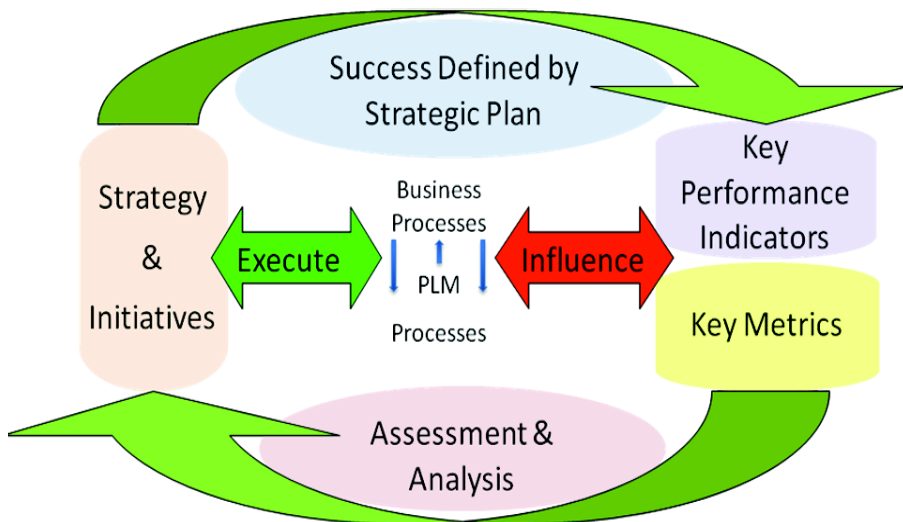 Success Defined by
Strategic Plan
Strategy
&
Initiatives
Execute
Business
Processes
PLM
Processes
Influence
Key
Performance
Indicators
Key Metrics
Assessment &
Analysis